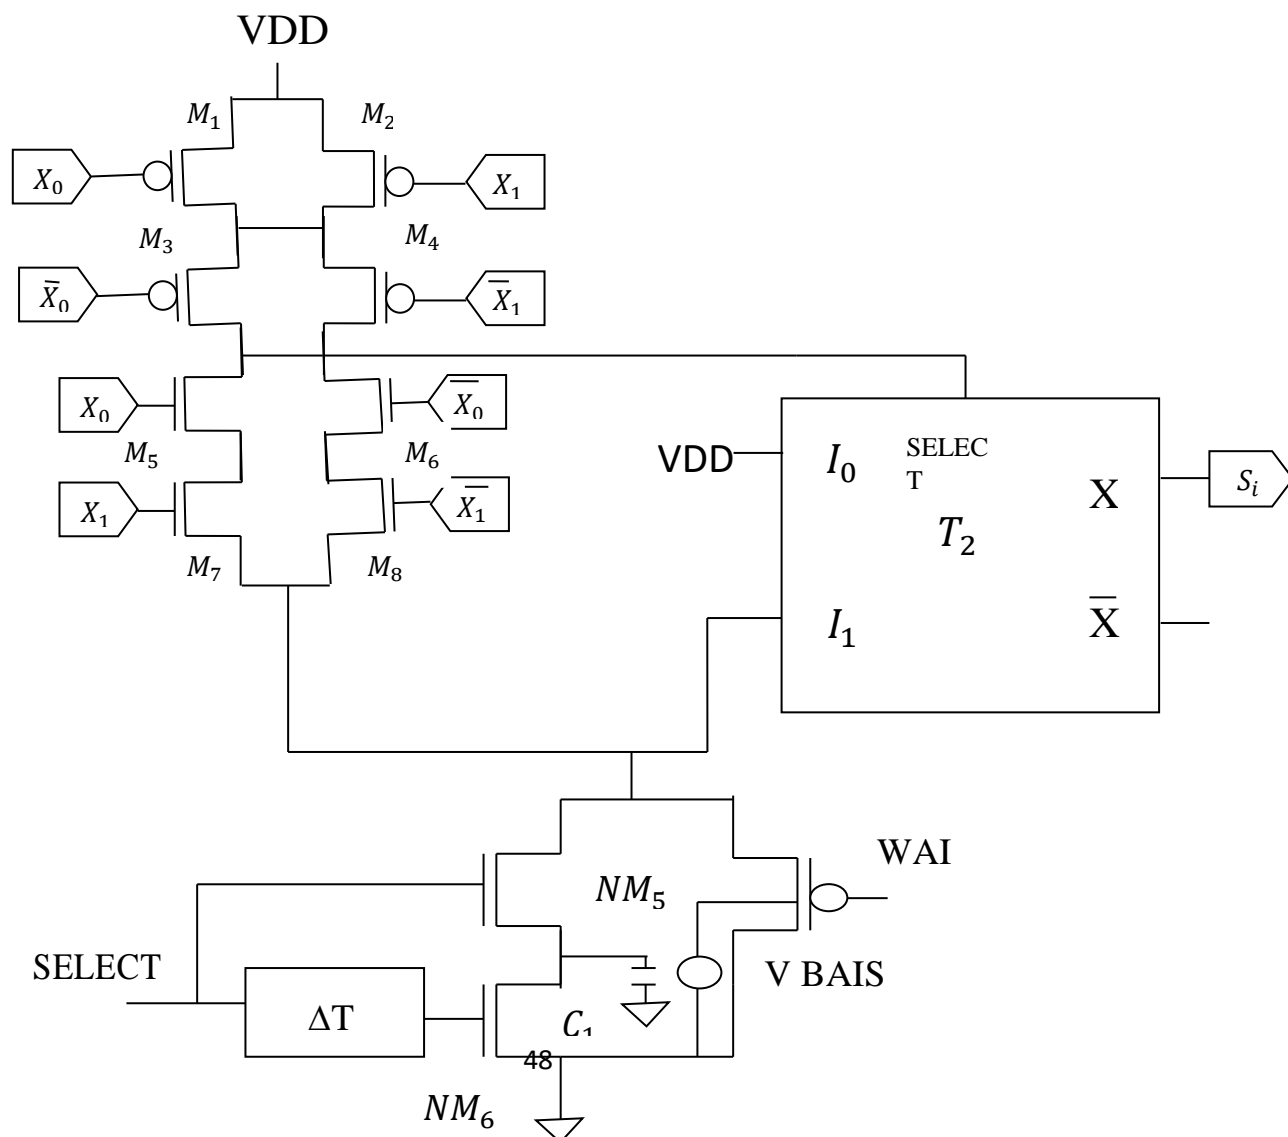 VDD
M₁
M₂
X₀
X₁
M₃
M₄
X̅₀
X̅₁
X₀
X̅₀
M₅
M₆
X₁
X̅₁
M₇
M₈
VDD
I₀
SELEC
T
X
Sᵢ
T₂
I₁
X̅
WAI
NM₅
SELECT
V BAIS
ΔT
C₁
48
NM₆